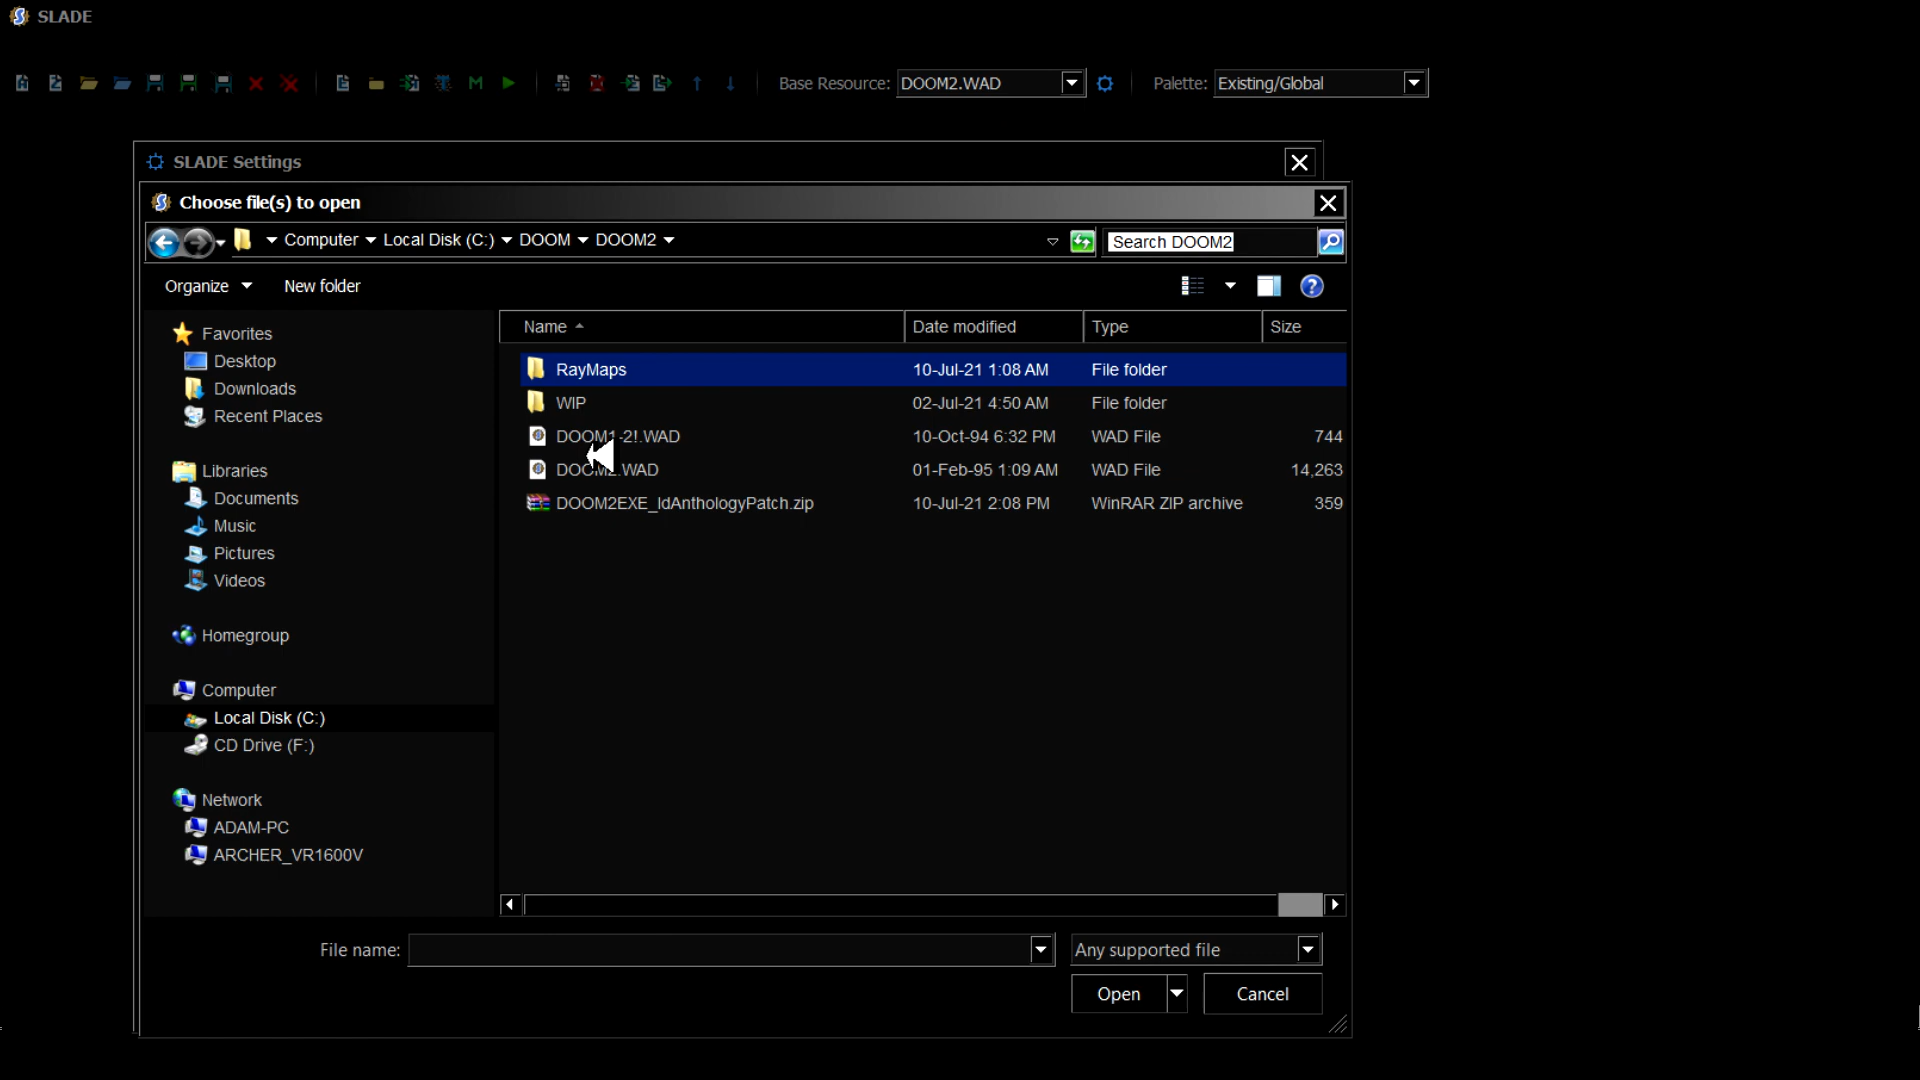 SLADE
Base Resource: DOOM2.WAD Palette: Existing/Global
SLADE Settings
Choose file(s) to open
Computer Local Disk (C:) DOOM DOOM2 Search DOOM2
Organize New folder
Name Date modified Type Size
Favorites
Desktop
Downloads
Recent Places
Libraries
Documents
Music
Pictures
Videos
Homegroup
Computer
Local Disk (C:)
CD Drive (F:)
Network
ADAM-PC
ARCHER_VR1600V
RayMaps 10-Jul-21 1:08 AM File folder
WIP 02-Jul-21 4:50 AM File folder
DOOM1-2!.WAD 10-Oct-94 6:32 PM WAD File 744
DOOM2.WAD 01-Feb-95 1:09 AM WAD File 14,263
DOOM2EXE_IdAnthologyPatch.zip 10-Jul-21 2:08 PM WinRAR ZIP archive 359
File name: Any supported file
Open Cancel